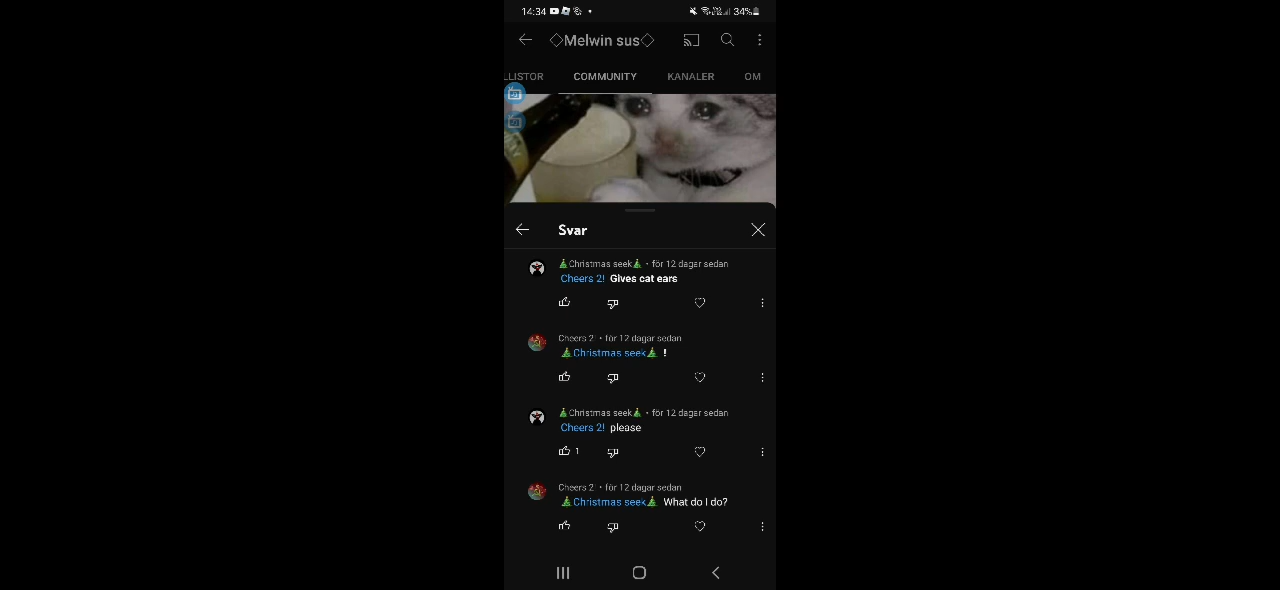 14:34 34%
◇Melwin sus◇
LLISTOR COMMUNITY KANALER OM
Svar
🎄Christmas seek🎄 • för 12 dagar sedan
Cheers 2! Gives cat ears
Cheers 2! • för 12 dagar sedan
🎄Christmas seek🎄 !
🎄Christmas seek🎄 • för 12 dagar sedan
Cheers 2! please
1
Cheers 2! • för 12 dagar sedan
🎄Christmas seek🎄 What do I do?